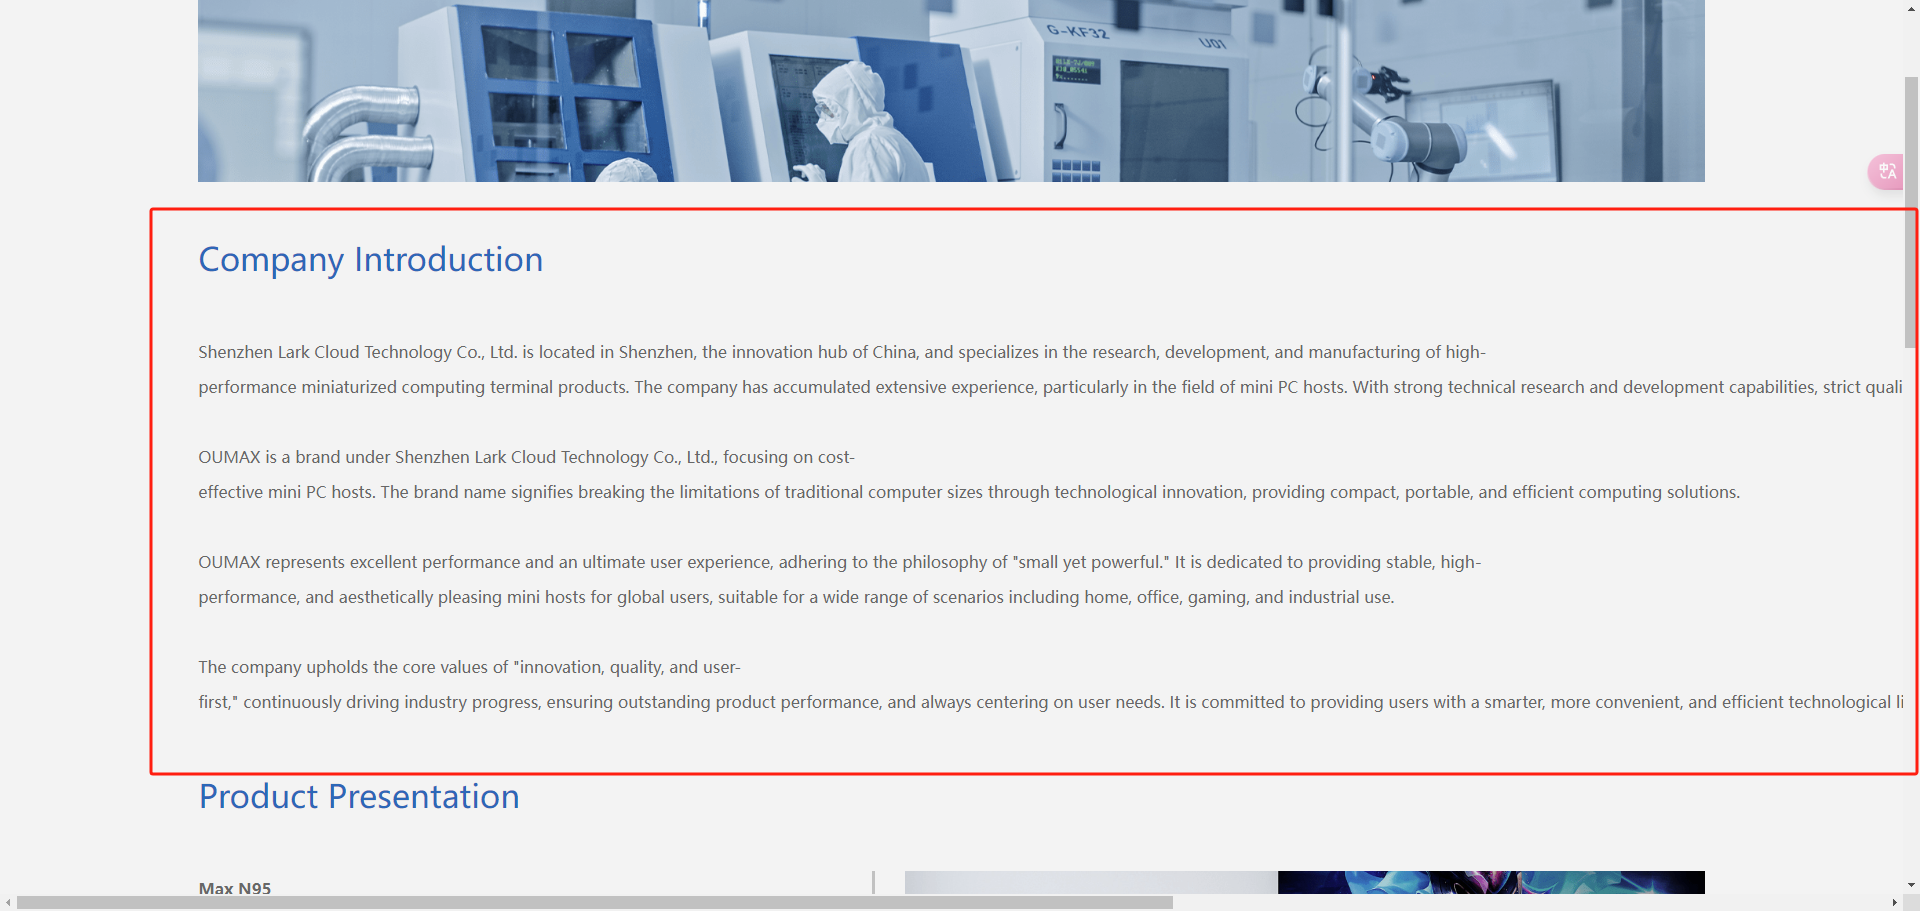 G-KF32
U01
Company Introduction
Shenzhen Lark Cloud Technology Co., Ltd. is located in Shenzhen, the innovation hub of China, and specializes in the research, development, and manufacturing of high-
performance miniaturized computing terminal products. The company has accumulated extensive experience, particularly in the field of mini PC hosts. With strong technical research and development capabilities, strict quali
OUMAX is a brand under Shenzhen Lark Cloud Technology Co., Ltd., focusing on cost-
effective mini PC hosts. The brand name signifies breaking the limitations of traditional computer sizes through technological innovation, providing compact, portable, and efficient computing solutions.
OUMAX represents excellent performance and an ultimate user experience, adhering to the philosophy of "small yet powerful." It is dedicated to providing stable, high-
performance, and aesthetically pleasing mini hosts for global users, suitable for a wide range of scenarios including home, office, gaming, and industrial use.
The company upholds the core values of "innovation, quality, and user-
first," continuously driving industry progress, ensuring outstanding product performance, and always centering on user needs. It is committed to providing users with a smarter, more convenient, and efficient technological li
Product Presentation
Max N95